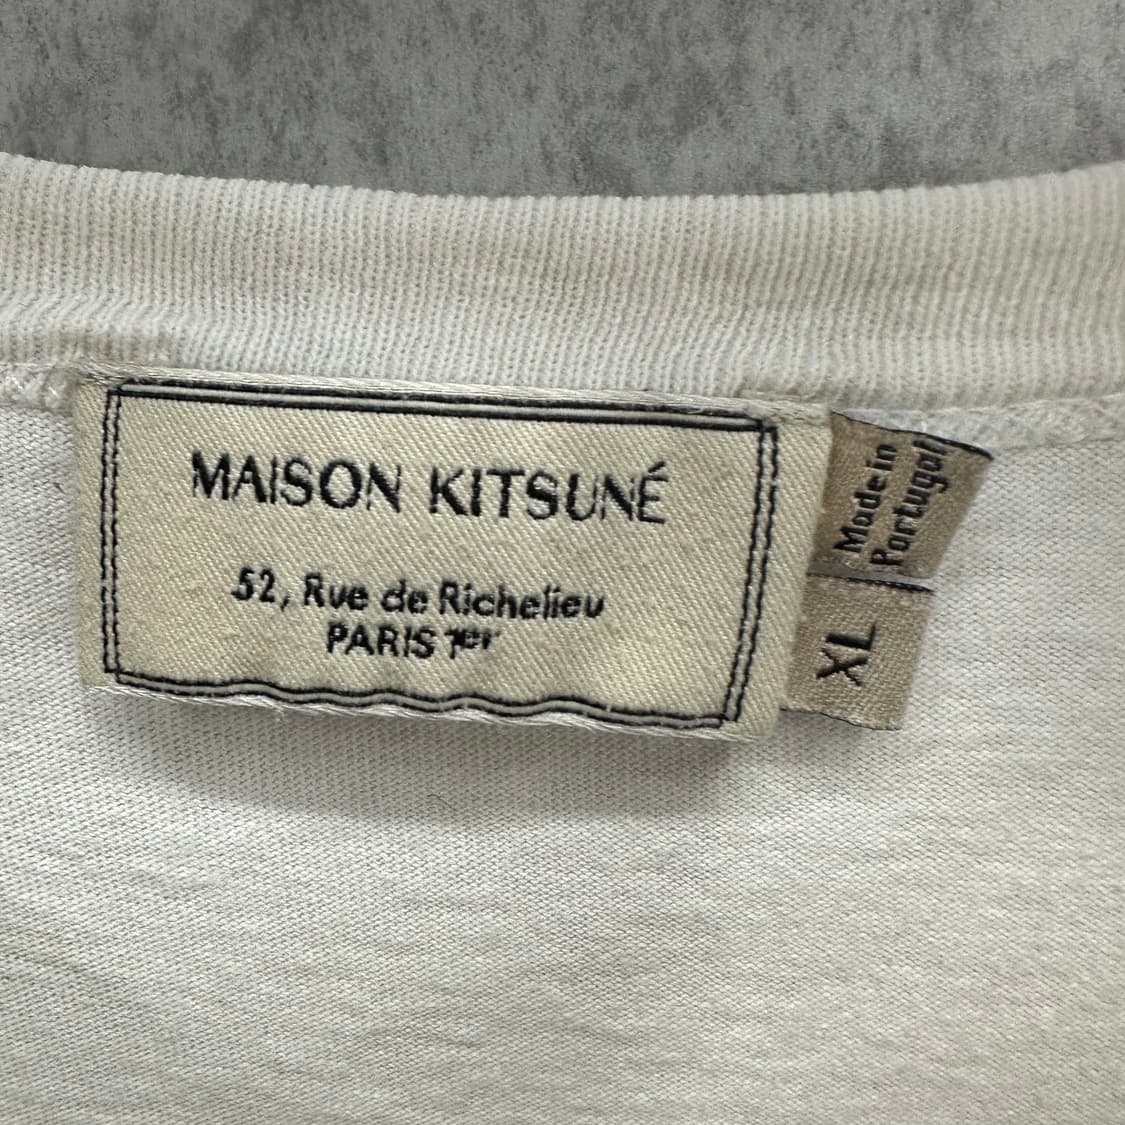 MAISON KITSUNÉ
52, Rue de Richelieu
PARIS 1er
Made in
Portugal
XL